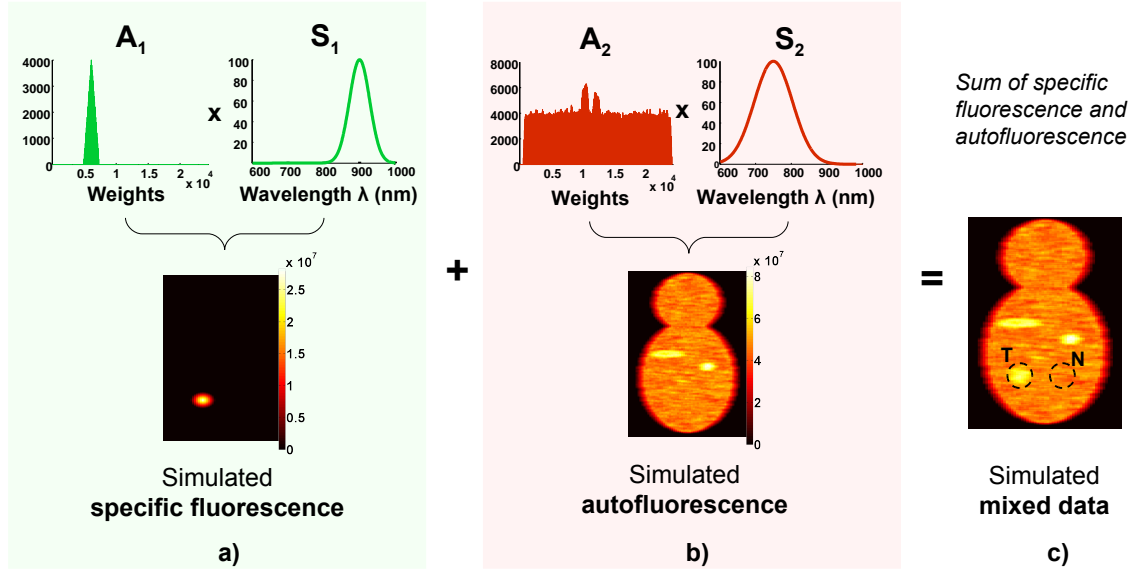 A1
S1
4000
3000
2000
1000
0
0.5 1 1.5 2
x 10^4
Weights
x
100
80
60
40
20
600 700 800 900 1000
Wavelength λ (nm)
x 10^7
2.5
2
1.5
1
0.5
0
Simulated
specific fluorescence
a)
+
A2
S2
8000
6000
4000
2000
0
0.5 1 1.5 2
x 10^4
Weights
x
100
80
60
40
20
0
600 700 800 900 1000
Wavelength λ (nm)
x 10^7
8
6
4
2
0
Simulated
autofluorescence
b)
=
Sum of specific
fluorescence and
autofluorescence
T
N
Simulated
mixed data
c)